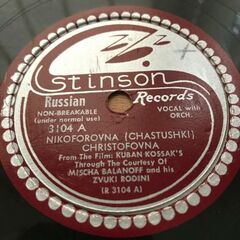 Stinson
Records
Russian
NON-BREAKABLE
(under normal use)
VOCAL with
ORCH.
3104 A
NIKOFOROVNA (CHASTUSHKI)
CHRISTOFOVNA
From The Film: KUBAN KOSSAK'S
Through The Courtesy Of
MISCHA BALANOFF and his
ZVUKI RODINI
(R 3104 A)